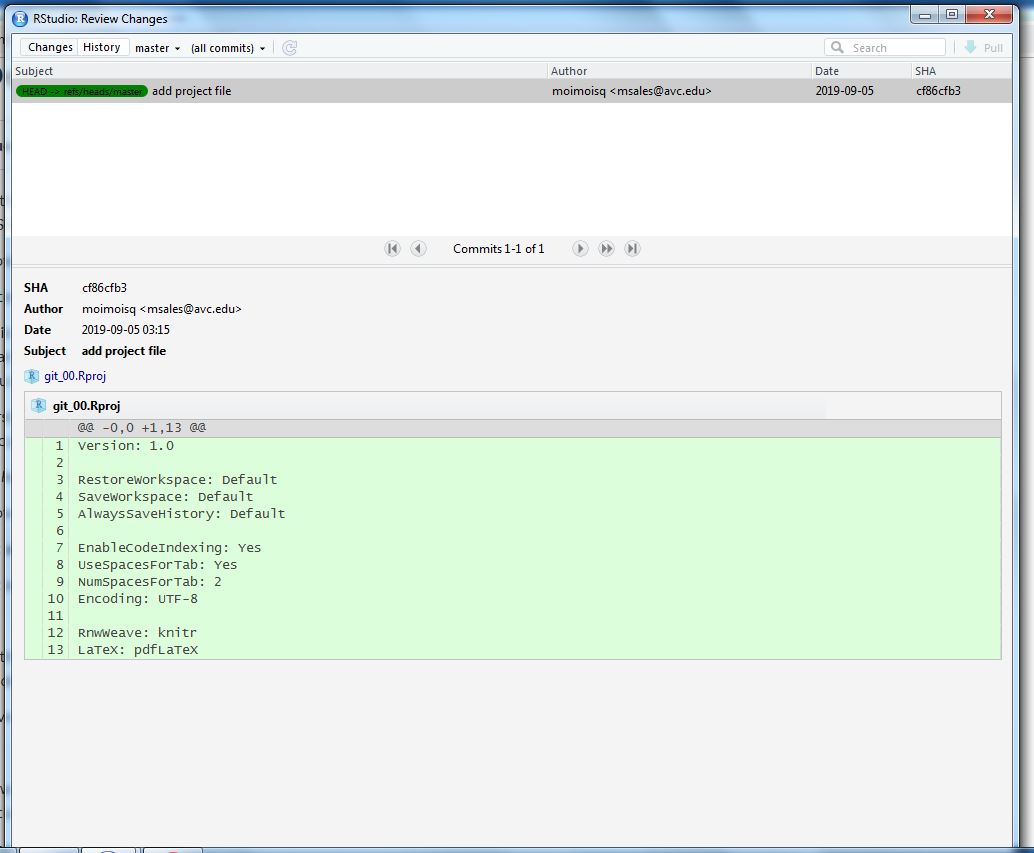 RStudio: Review Changes
Changes History master (all commits) Search Pull
Subject Author Date SHA
HEAD -> refs/heads/master add project file moimoisq <msales@avc.edu> 2019-09-05 cf86cfb3
Commits 1-1 of 1
SHA cf86cfb3
Author moimoisq <msales@avc.edu>
Date 2019-09-05 03:15
Subject add project file
git_00.Rproj
git_00.Rproj
@@ -0,0 +1,13 @@
1 Version: 1.0
2
3 RestoreWorkspace: Default
4 SaveWorkspace: Default
5 AlwaysSaveHistory: Default
6
7 EnableCodeIndexing: Yes
8 UseSpacesForTab: Yes
9 NumSpacesForTab: 2
10 Encoding: UTF-8
11
12 RnwWeave: knitr
13 LaTeX: pdfLaTeX